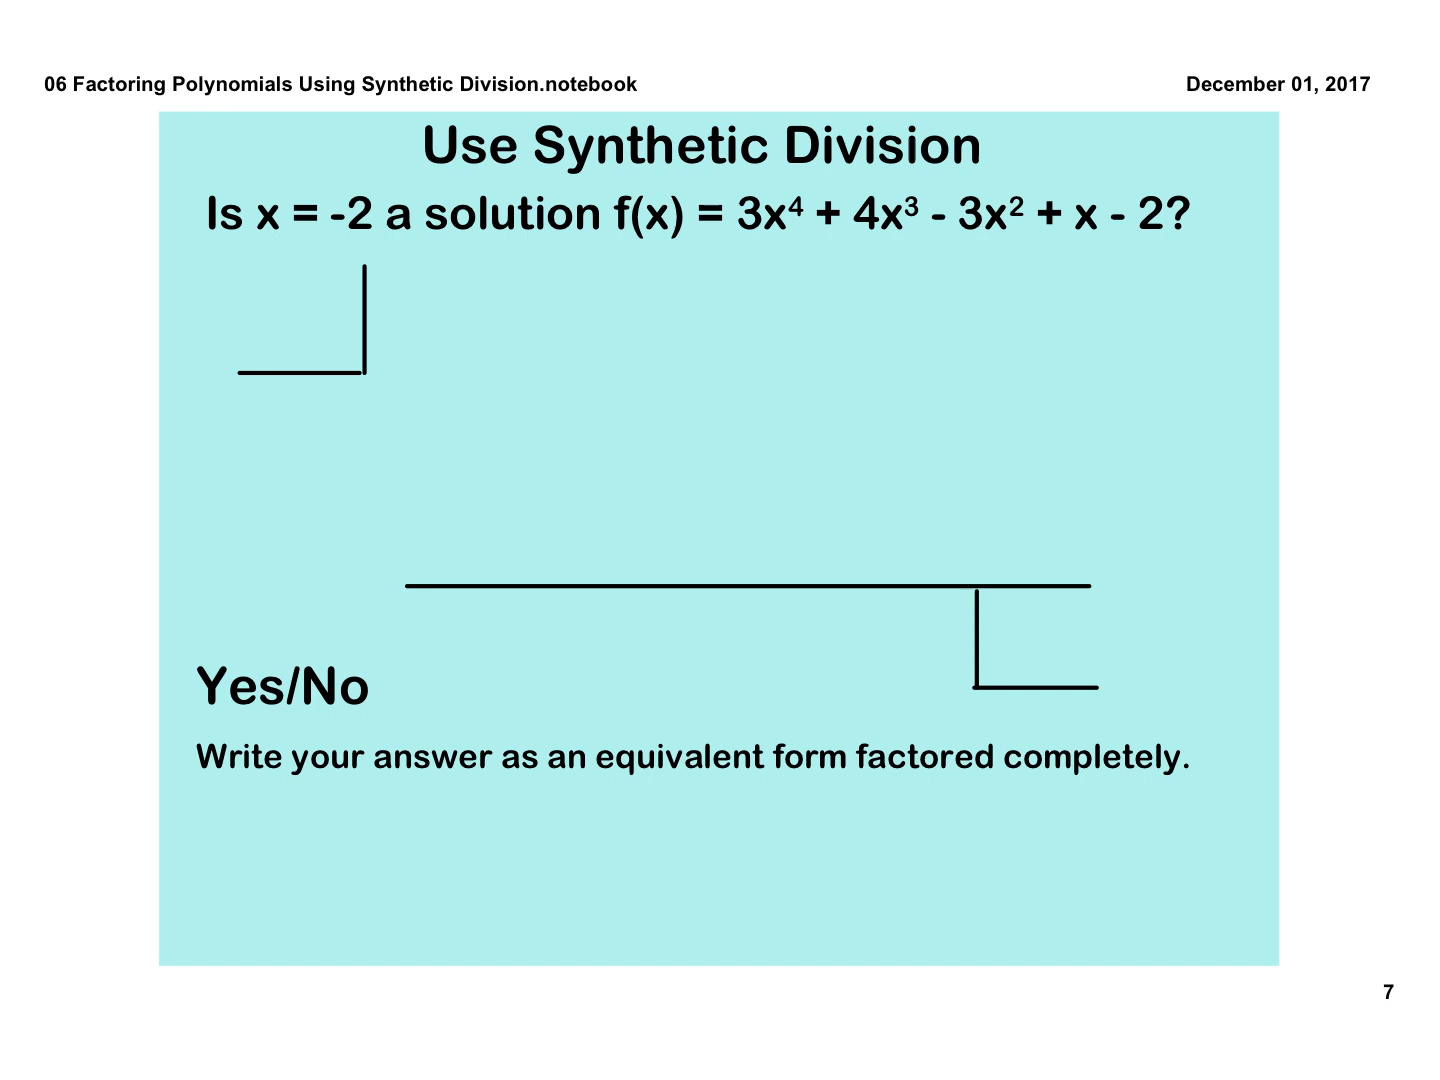 06 Factoring Polynomials Using Synthetic Division.notebook
December 01, 2017
Use Synthetic Division
Is x = -2 a solution f(x) = 3x⁴ + 4x³ - 3x² + x - 2?
Yes/No
Write your answer as an equivalent form factored completely.
7